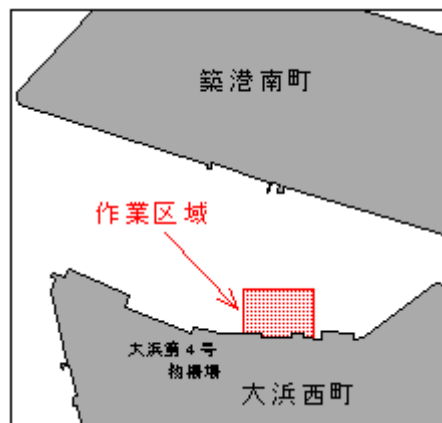 築港南町
作業区域
大浜第4号
物揚場
大浜西町